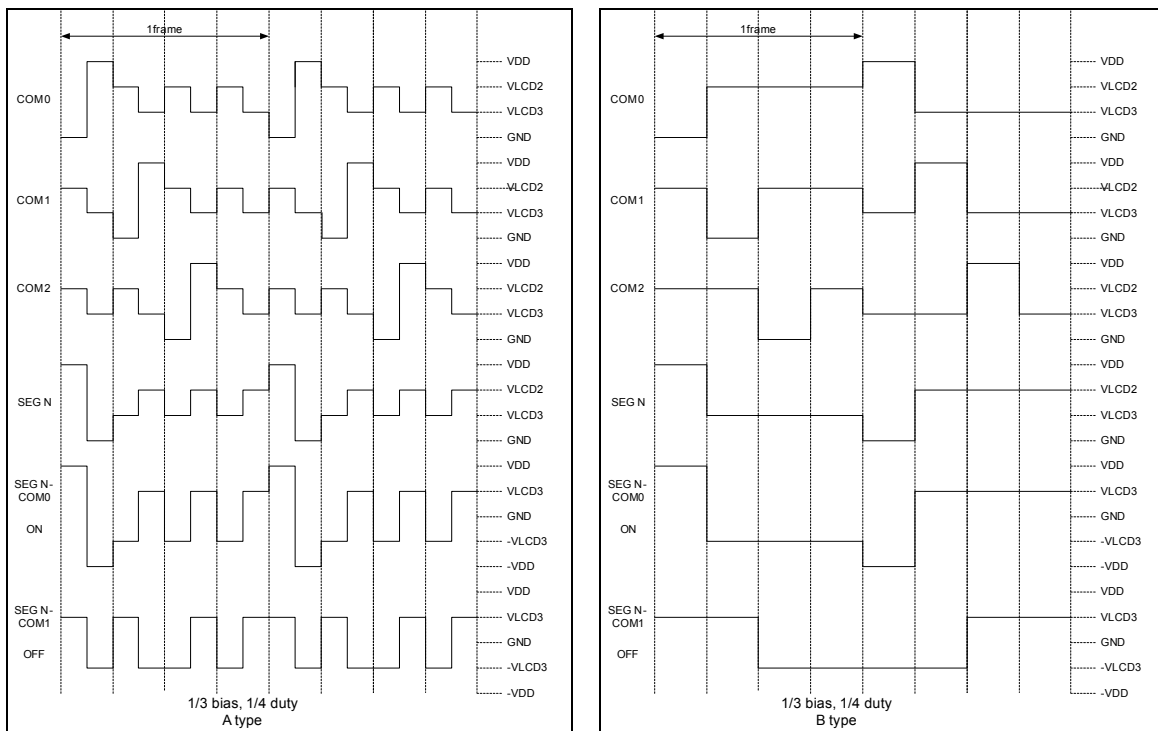 1frame
COM0
VDD
VLCD2
VLCD3
GND
COM1
VDD
VLCD2
VLCD3
GND
COM2
VDD
VLCD2
VLCD3
GND
SEG N
VDD
VLCD2
VLCD3
GND
SEG N-
COM0
ON
VDD
VLCD3
GND
-VLCD3
-VDD
SEG N-
COM1
OFF
VDD
VLCD3
GND
-VLCD3
-VDD
1/3 bias, 1/4 duty
A type
1frame
COM0
VDD
VLCD2
VLCD3
GND
COM1
VDD
VLCD2
VLCD3
GND
COM2
VDD
VLCD2
VLCD3
GND
SEG N
VDD
VLCD2
VLCD3
GND
SEG N-
COM0
ON
VDD
VLCD3
GND
-VLCD3
-VDD
SEG N-
COM1
OFF
VDD
VLCD3
GND
-VLCD3
-VDD
1/3 bias, 1/4 duty
B type